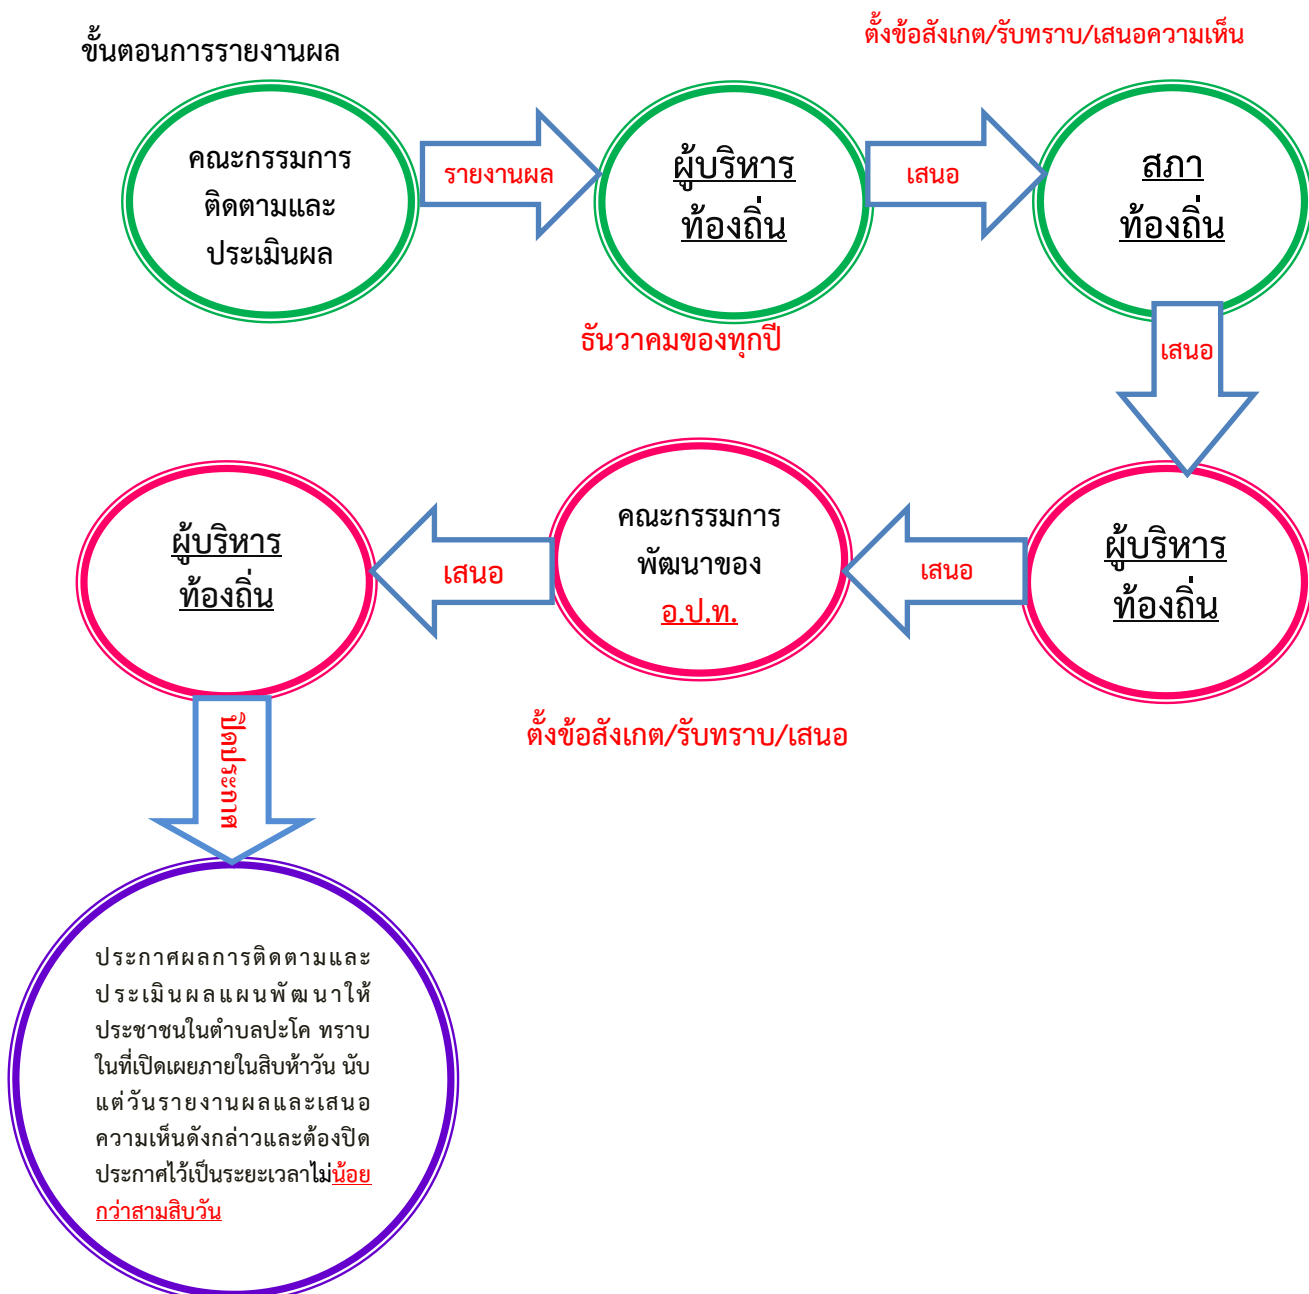 ขั้นตอนการรายงานผล
ตั้งข้อสังเกต/รับทราบ/เสนอความเห็น
คณะกรรมการ
ติดตามและ
ประเมินผล
รายงานผล
ผู้บริหาร
ท้องถิ่น
เสนอ
สภา
ท้องถิ่น
ธันวาคมของทุกปี
เสนอ
ผู้บริหาร
ท้องถิ่น
เสนอ
คณะกรรมการ
พัฒนาของ
อ.ป.ท.
เสนอ
ผู้บริหาร
ท้องถิ่น
ตั้งข้อสังเกต/รับทราบ/เสนอ
ปิดประกาศ
ประกาศผลการติดตามและ
ประเมินผลแผนพัฒนาให้
ประชาชนในตำบลปะโค ทราบ
ในที่เปิดเผยภายในสิบห้าวัน นับ
แต่วันรายงานผลและเสนอ
ความเห็นดังกล่าวและต้องปิด
ประกาศไว้เป็นระยะเวลาไม่น้อย
กว่าสามสิบวัน